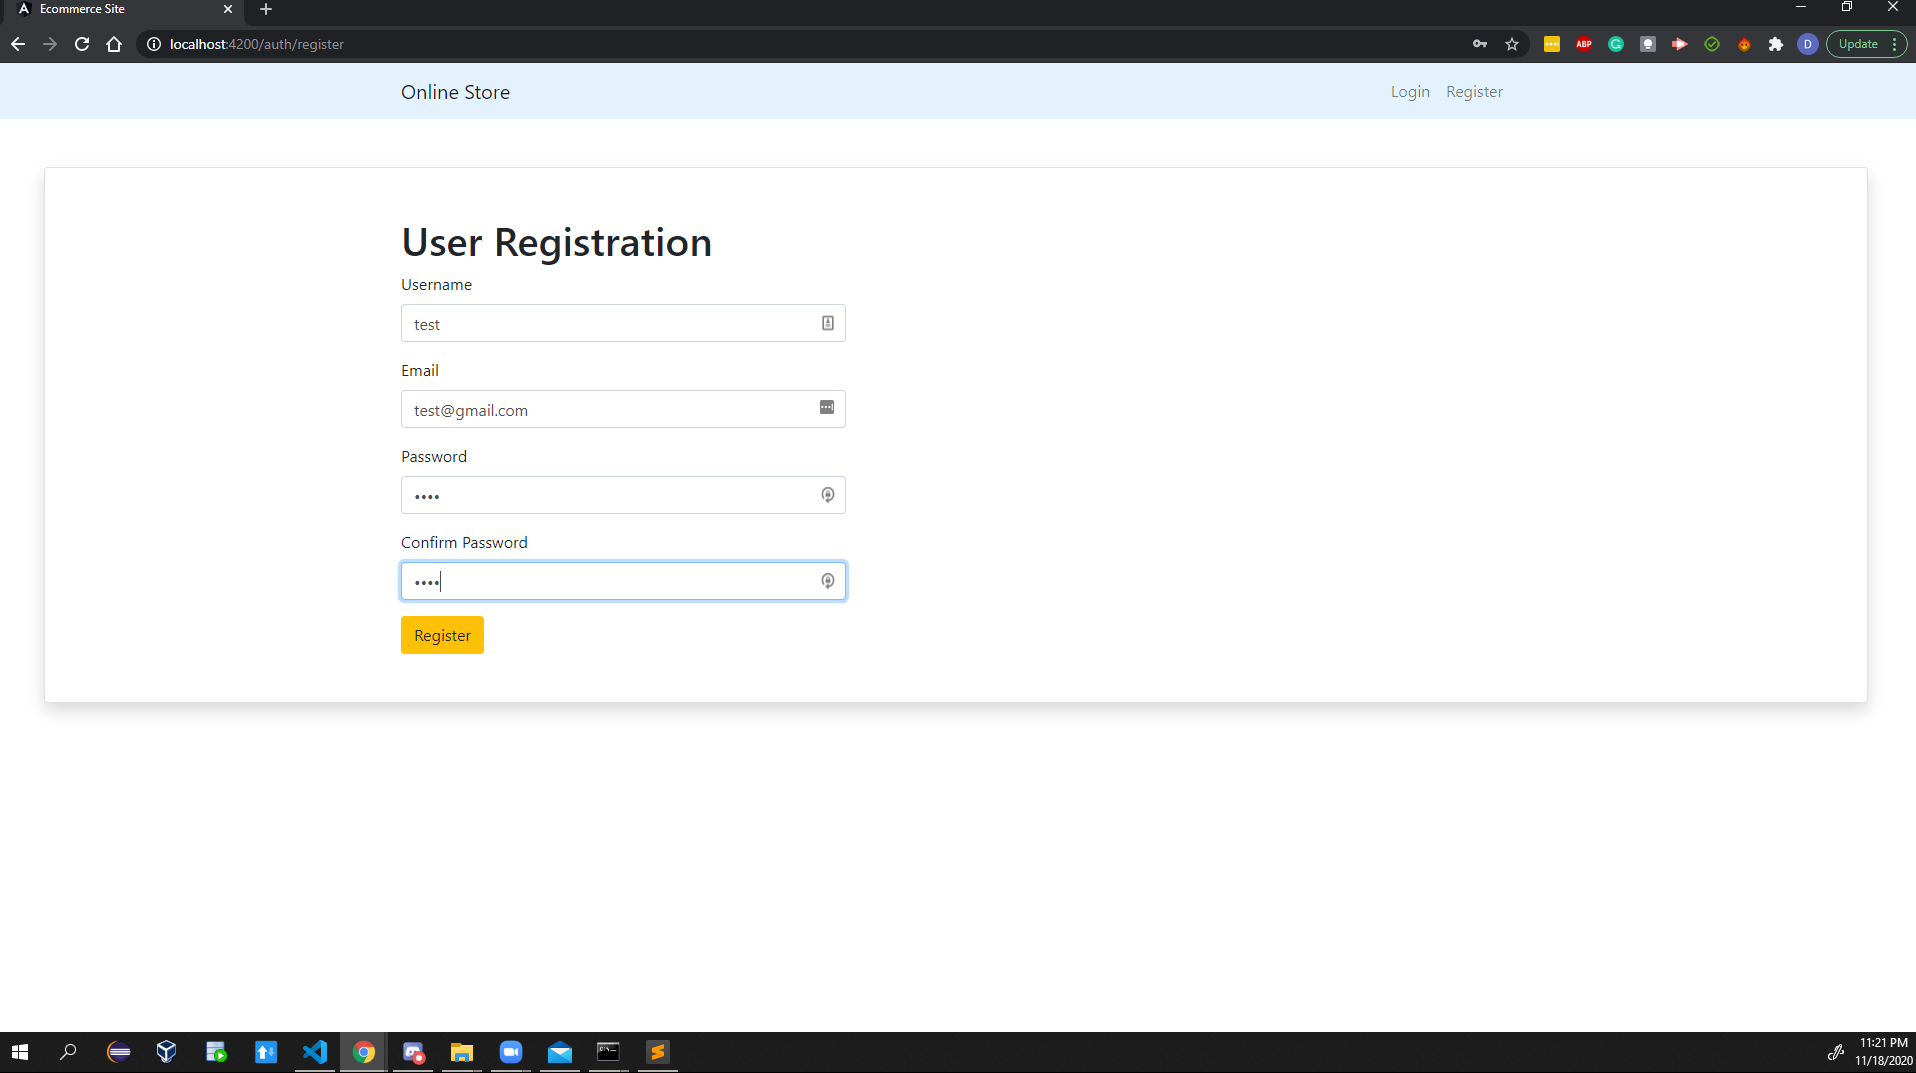 Ecommerce Site
localhost:4200/auth/register
ABP
D
Update
Online Store
Login Register
User Registration
Username
test
Email
test@gmail.com
Password
••••
Confirm Password
••••
Register
11:21 PM
11/18/2020